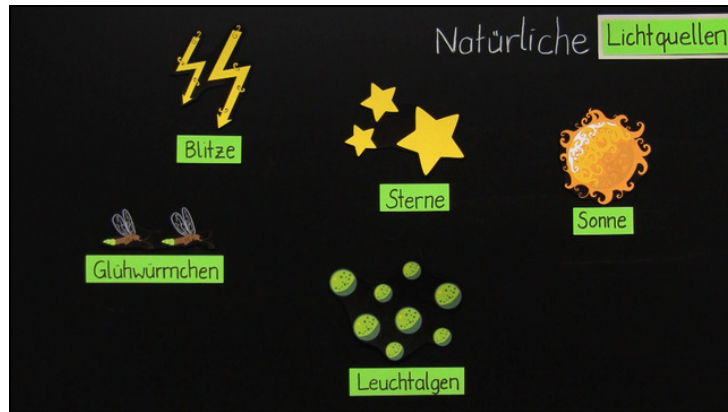 Natürliche Lichtquellen
Blitze
Sterne
Sonne
Glühwürmchen
Leuchtalgen